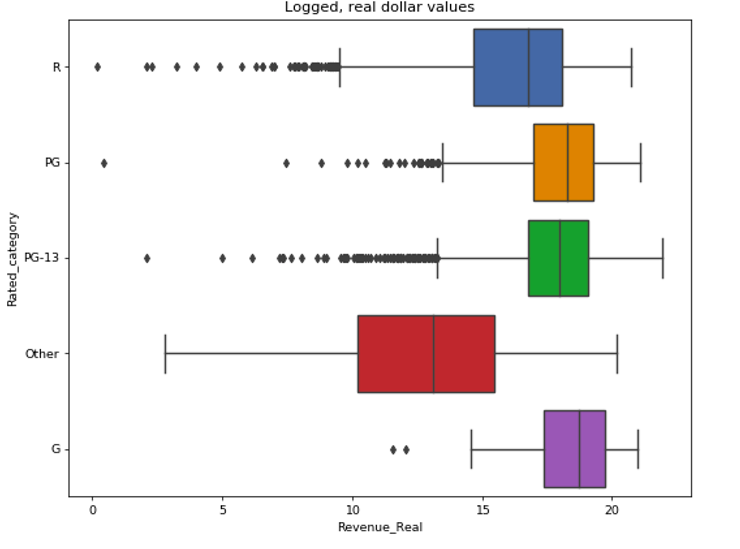 Logged, real dollar values
R
PG
PG-13
Other
G
Rated_category
0 5 10 15 20
Revenue_Real